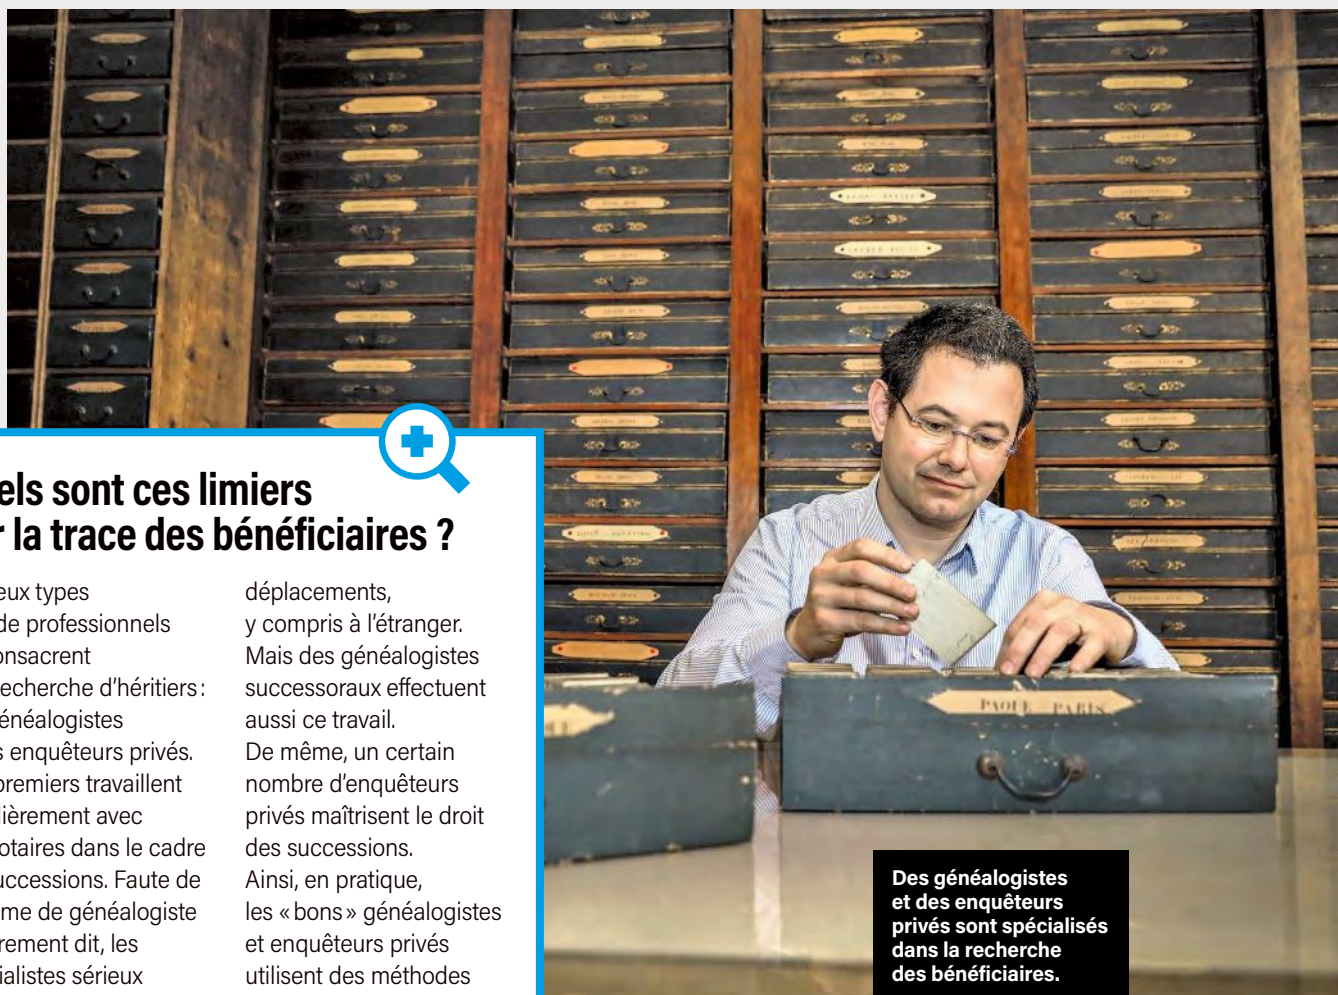 els sont ces limiers
r la trace des bénéficiaires ?
eux types
de professionnels
onsacrent
echerche d'héritiers :
énéalogistes
s enquêteurs privés.
premiers travaillent
lièrement avec
otaires dans le cadre
uccessions. Faute de
me de généalogiste
rement dit, les
ialistes sérieux
déplacements,
y compris à l'étranger.
Mais des généalogistes
successoraux effectuent
aussi ce travail.
De même, un certain
nombre d'enquêteurs
privés maîtrisent le droit
des successions.
Ainsi, en pratique,
les « bons » généalogistes
et enquêteurs privés
utilisent des méthodes
PAQUE PARIS
Des généalogistes
et des enquêteurs
privés sont spécialisés
dans la recherche
des bénéficiaires.